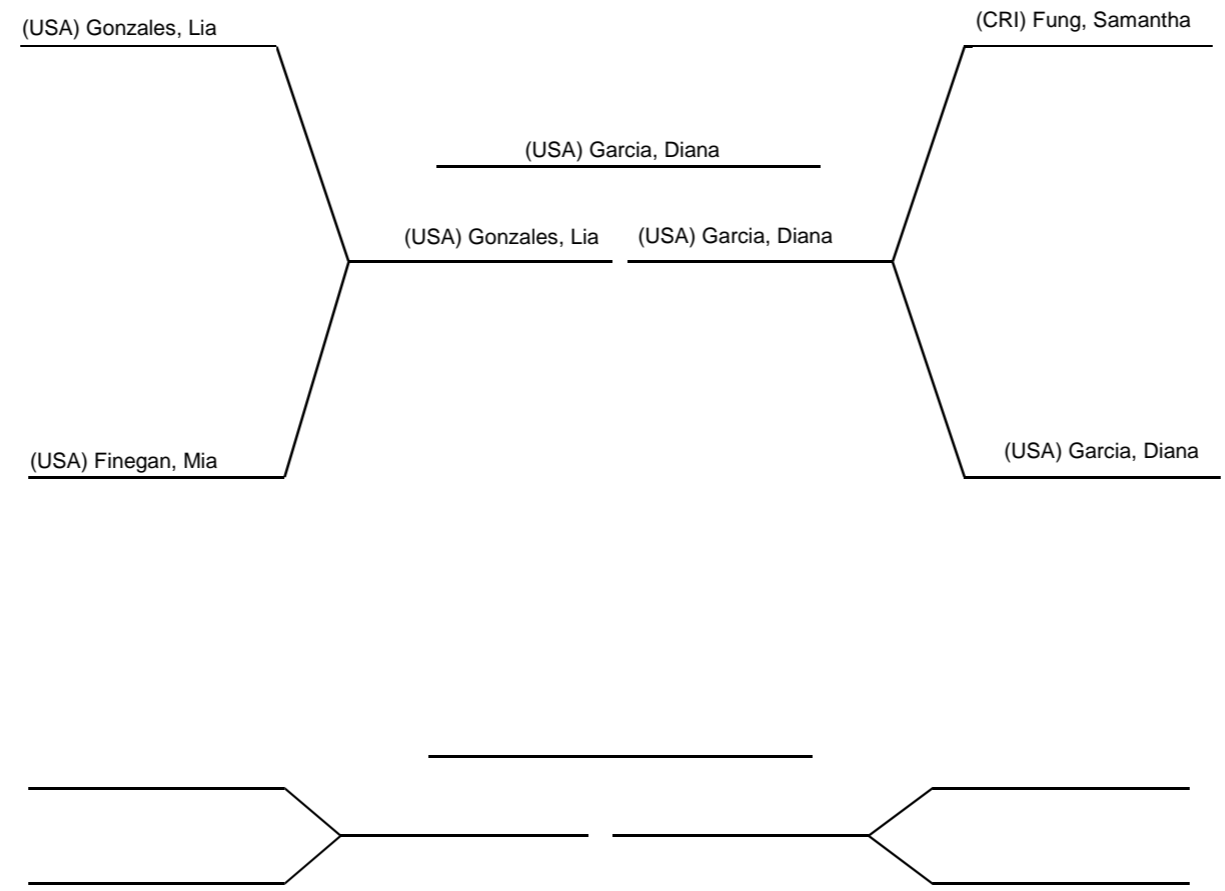 (USA) Gonzales, Lia
(CRI) Fung, Samantha
(USA) Garcia, Diana
(USA) Gonzales, Lia
(USA) Garcia, Diana
(USA) Finegan, Mia
(USA) Garcia, Diana